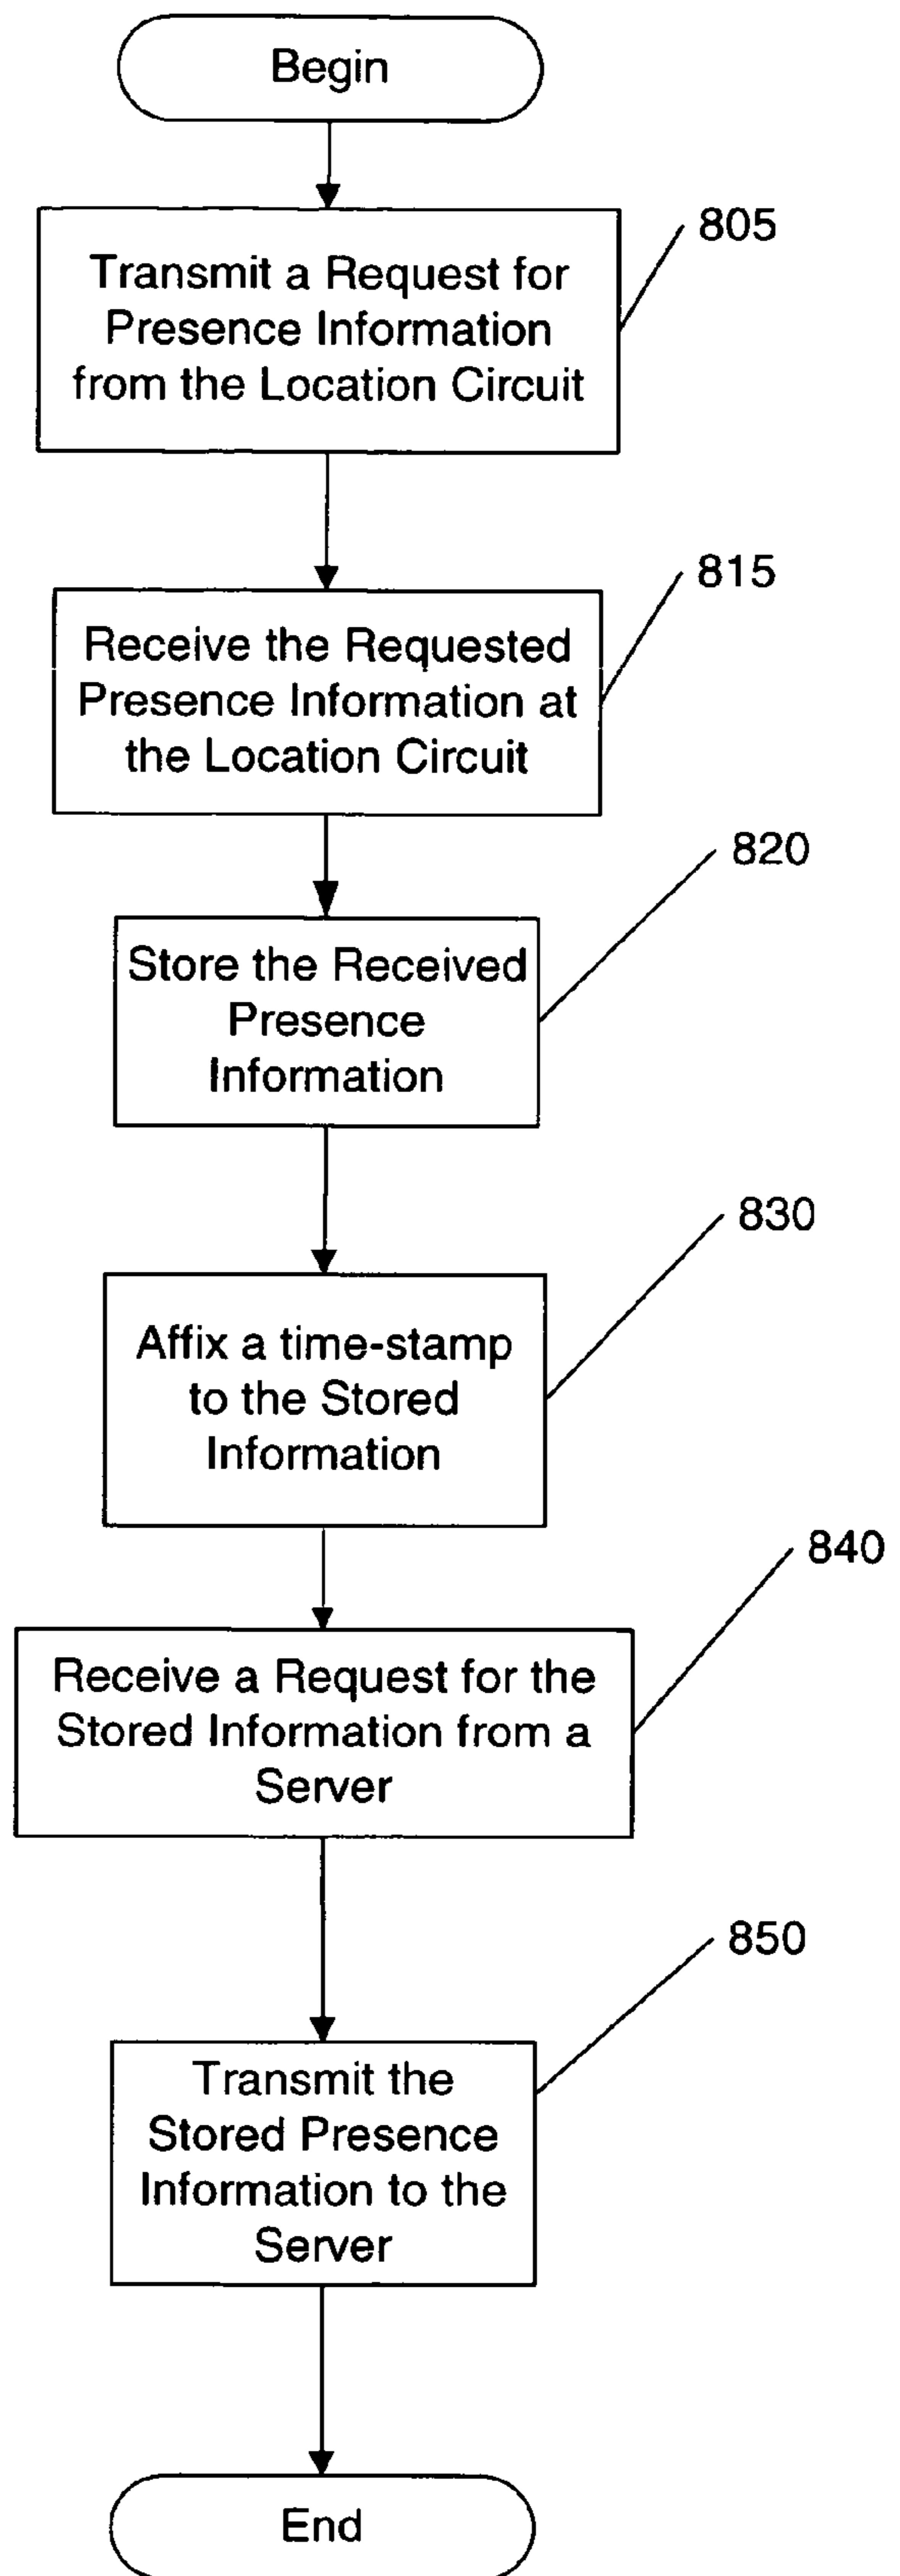 Begin
805
Transmit a Request for
Presence Information
from the Location Circuit
815
Receive the Requested
Presence Information at
the Location Circuit
820
Store the Received
Presence
Information
830
Affix a time-stamp
to the Stored
Information
840
Receive a Request for the
Stored Information from a
Server
850
Transmit the
Stored Presence
Information to the
Server
End